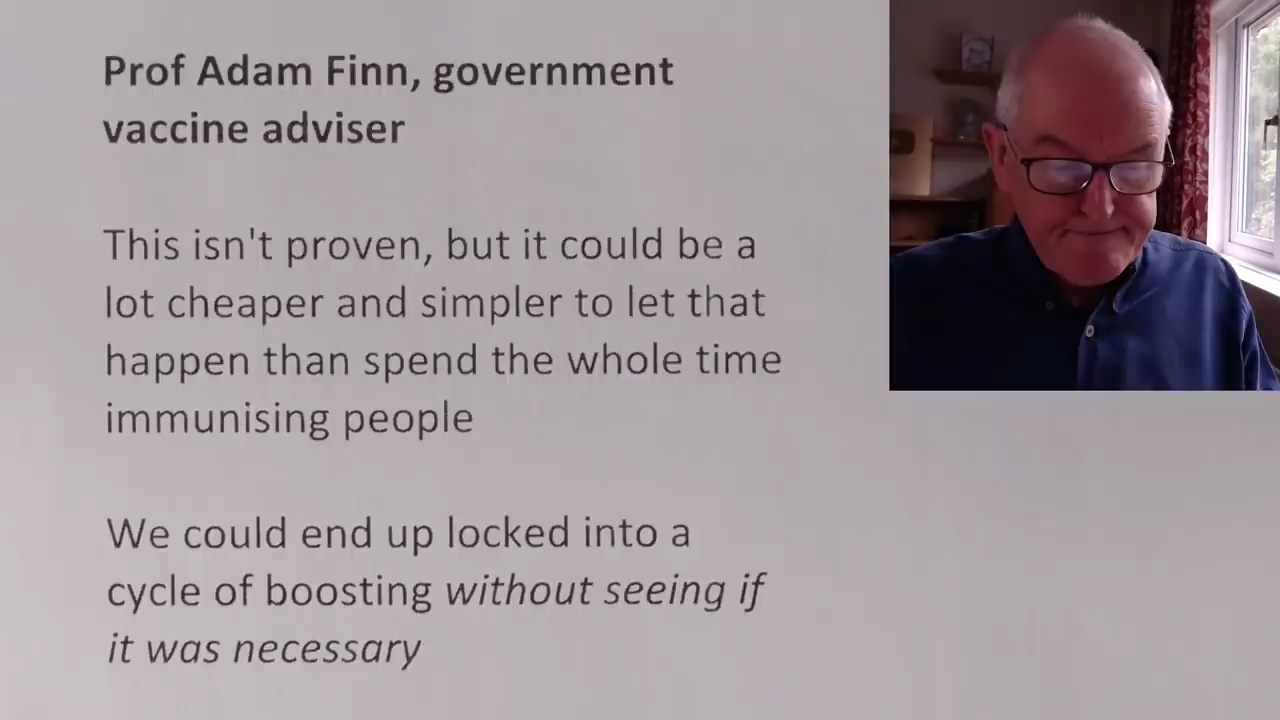 Prof Adam Finn, government
vaccine adviser
This isn't proven, but it could be a
lot cheaper and simpler to let that
happen than spend the whole time
immunising people
We could end up locked into a
cycle of boosting without seeing if
it was necessary